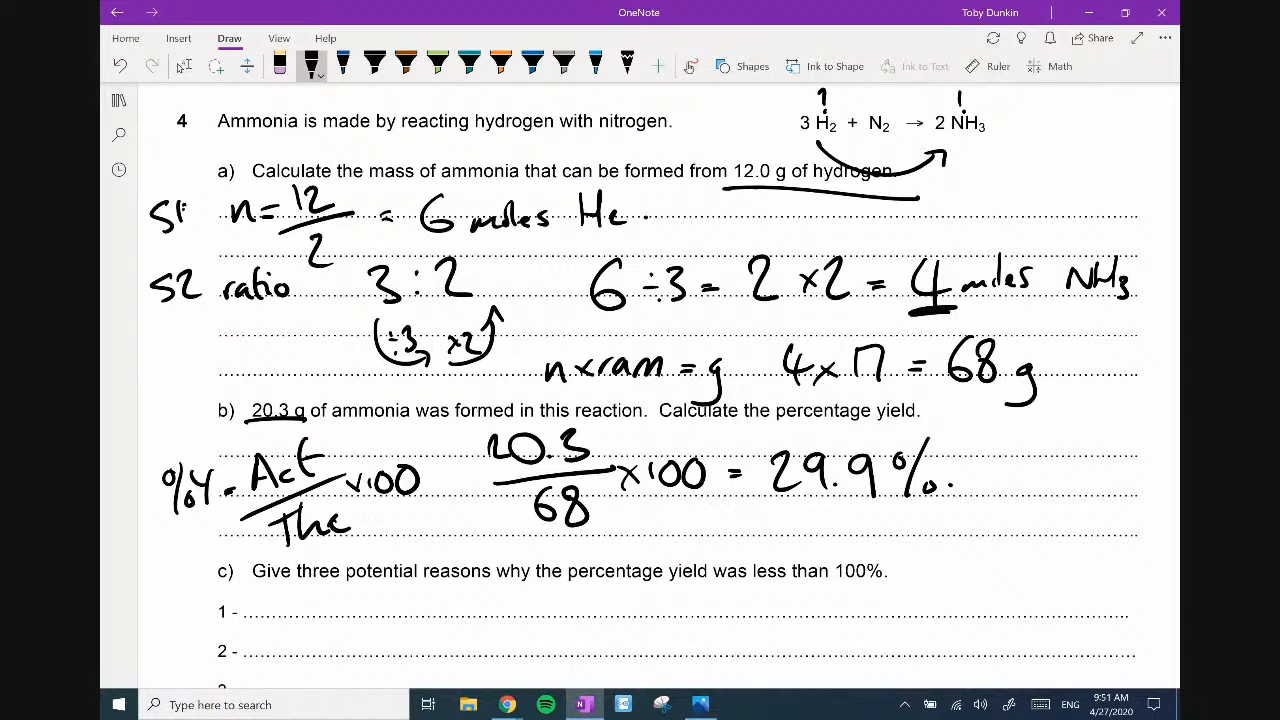 OneNote
Toby Dunkin
Home Insert Draw View Help
Share
Shapes Ink to Shape Ink to Text Ruler Math
? !
4 Ammonia is made by reacting hydrogen with nitrogen. 3 H₂ + N₂ → 2 NH₃
a) Calculate the mass of ammonia that can be formed from 12.0 g of hydrogen.
S1 n = 12/2 = 6 moles He.
S2 ratio 3 : 2 6 ÷ 3 = 2 × 2 = 4 moles NH₃
÷3 ×2
n × ram = g 4 × 17 = 68 g
b) 20.3 g of ammonia was formed in this reaction. Calculate the percentage yield.
%Y = Act/The × 100 20.3/68 × 100 = 29.9%.
c) Give three potential reasons why the percentage yield was less than 100%.
1 -
2 -
Type here to search
ENG
9:51 AM
4/27/2020